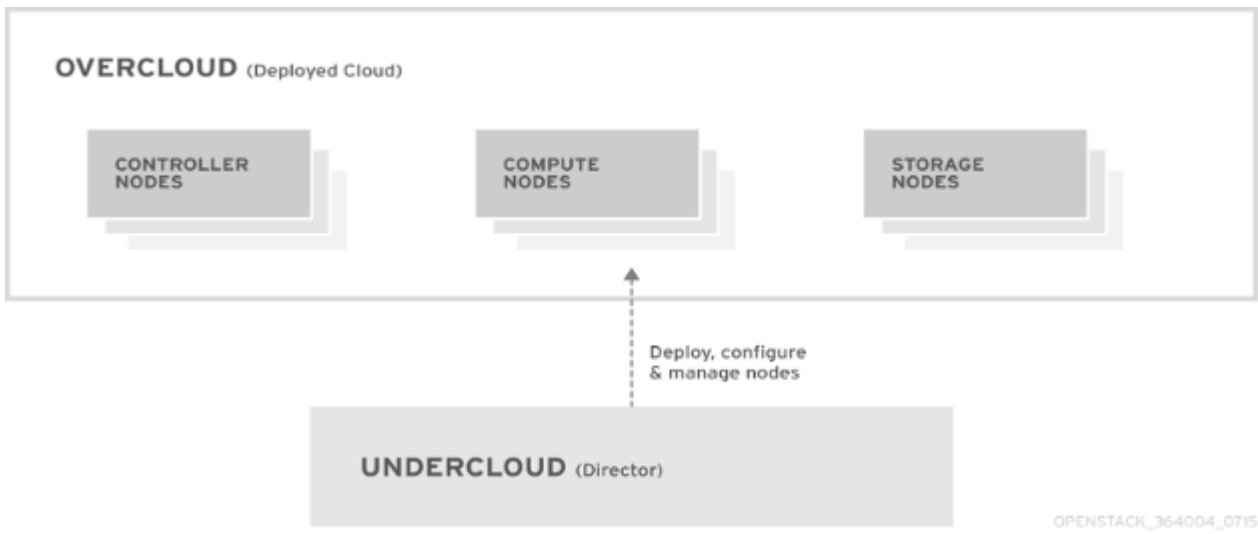 OVERCLOUD (Deployed Cloud)
CONTROLLER
NODES
COMPUTE
NODES
STORAGE
NODES
Deploy, configure
& manage nodes
UNDERCLOUD (Director)
OPENSTACK_364004_0715